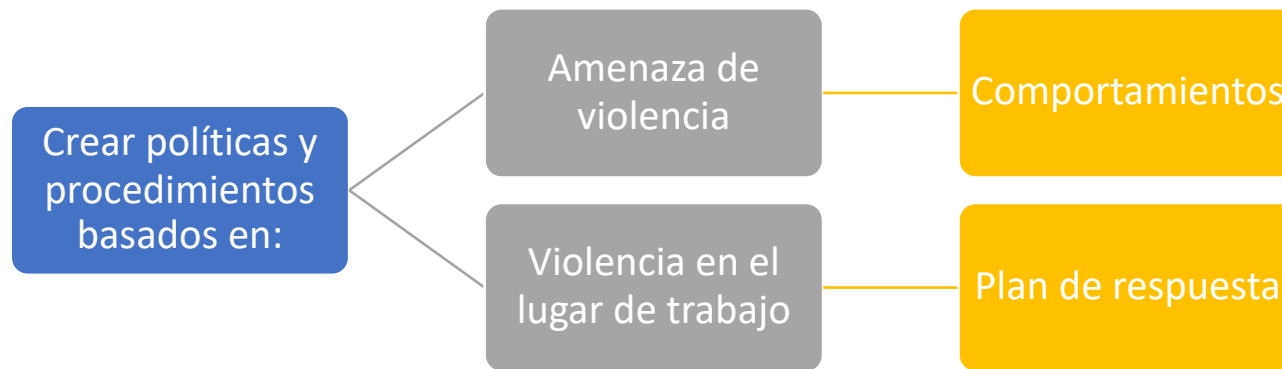 Crear políticas y
procedimientos
basados en:
Amenaza de
violencia
Comportamientos
Violencia en el
lugar de trabajo
Plan de respuesta